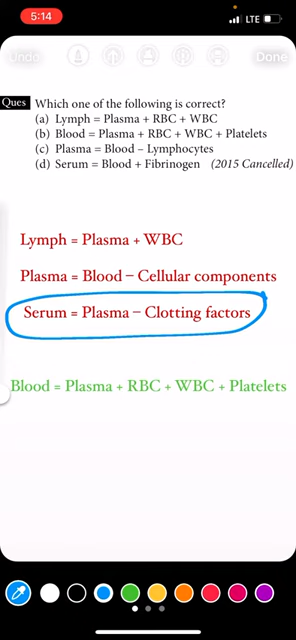 5:14
LTE
Undo
Done
Ques Which one of the following is correct?
(a) Lymph = Plasma + RBC + WBC
(b) Blood = Plasma + RBC + WBC + Platelets
(c) Plasma = Blood – Lymphocytes
(d) Serum = Blood + Fibrinogen (2015 Cancelled)
Lymph = Plasma + WBC
Plasma = Blood – Cellular components
Serum = Plasma – Clotting factors
Blood = Plasma + RBC + WBC + Platelets